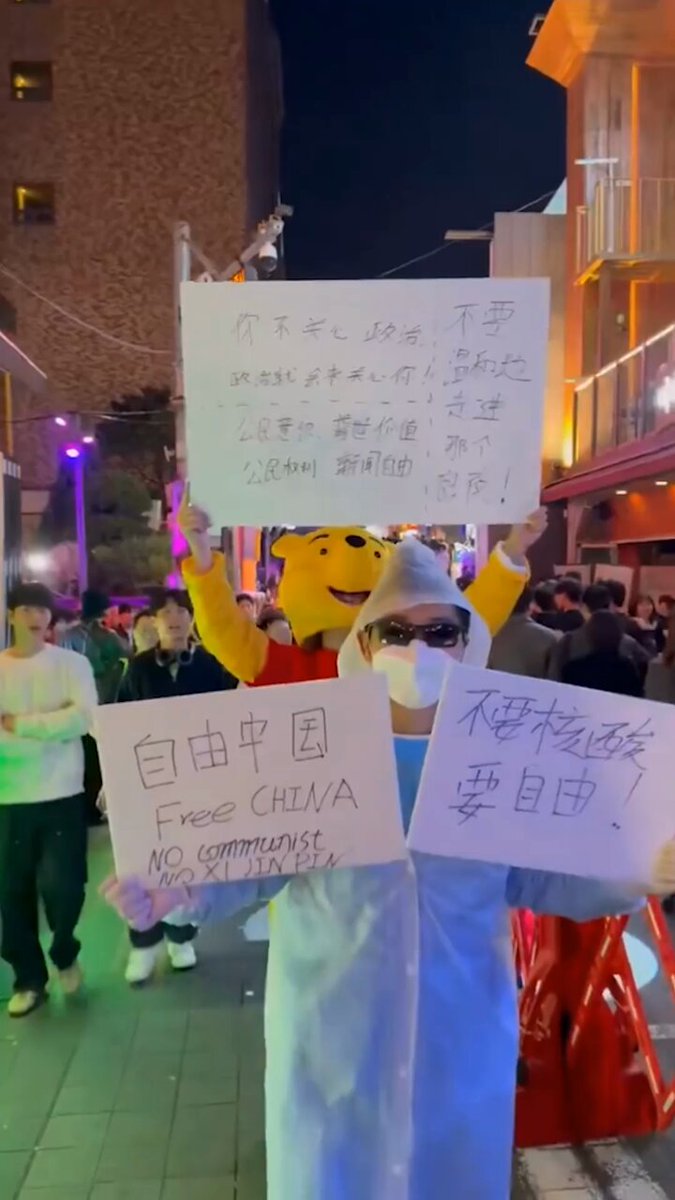 你不关心政治,
政治就会来关心你!
公民意识 普世价值
公民权利 新闻自由
不要
温和地
走进
那个
良夜!
自由中国
Free CHINA
NO communist
NO XI JIN PIN
不要核酸
要自由!